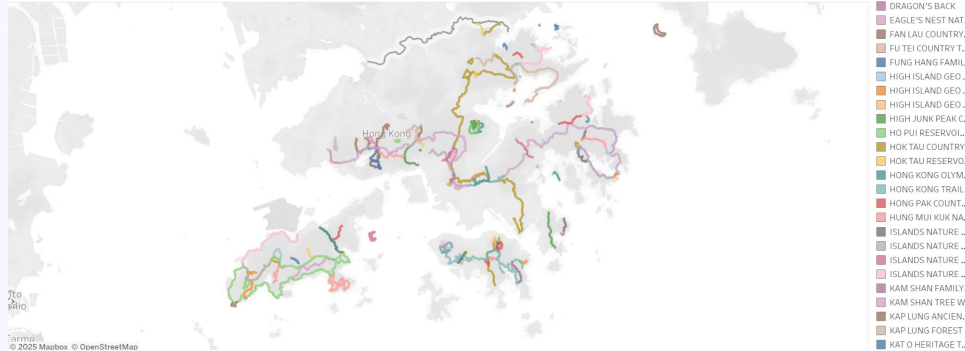 DRAGON'S BACK
EAGLE'S NEST NAT..
FAN LAU COUNTRY..
FU TEI COUNTRY T..
FUNG HANG FAMIL..
HIGH ISLAND GEO ..
HIGH ISLAND GEO ..
HIGH ISLAND GEO ..
HIGH JUNK PEAK C..
HO PUI RESERVOI..
HOK TAU COUNTRY
HOK TAU RESERVO..
HONG KONG OLYM..
HONG KONG TRAIL
HONG PAK COUNT..
HUNG MUI KUK NA..
ISLANDS NATURE ..
ISLANDS NATURE ..
ISLANDS NATURE ..
ISLANDS NATURE ..
KAM SHAN FAMILY..
KAM SHAN TREE W..
KAP LUNG ANCIEN..
KAP LUNG FOREST
KAT O HERITAGE T..
Hong Kong
© 2025 Mapbox © OpenStreetMap